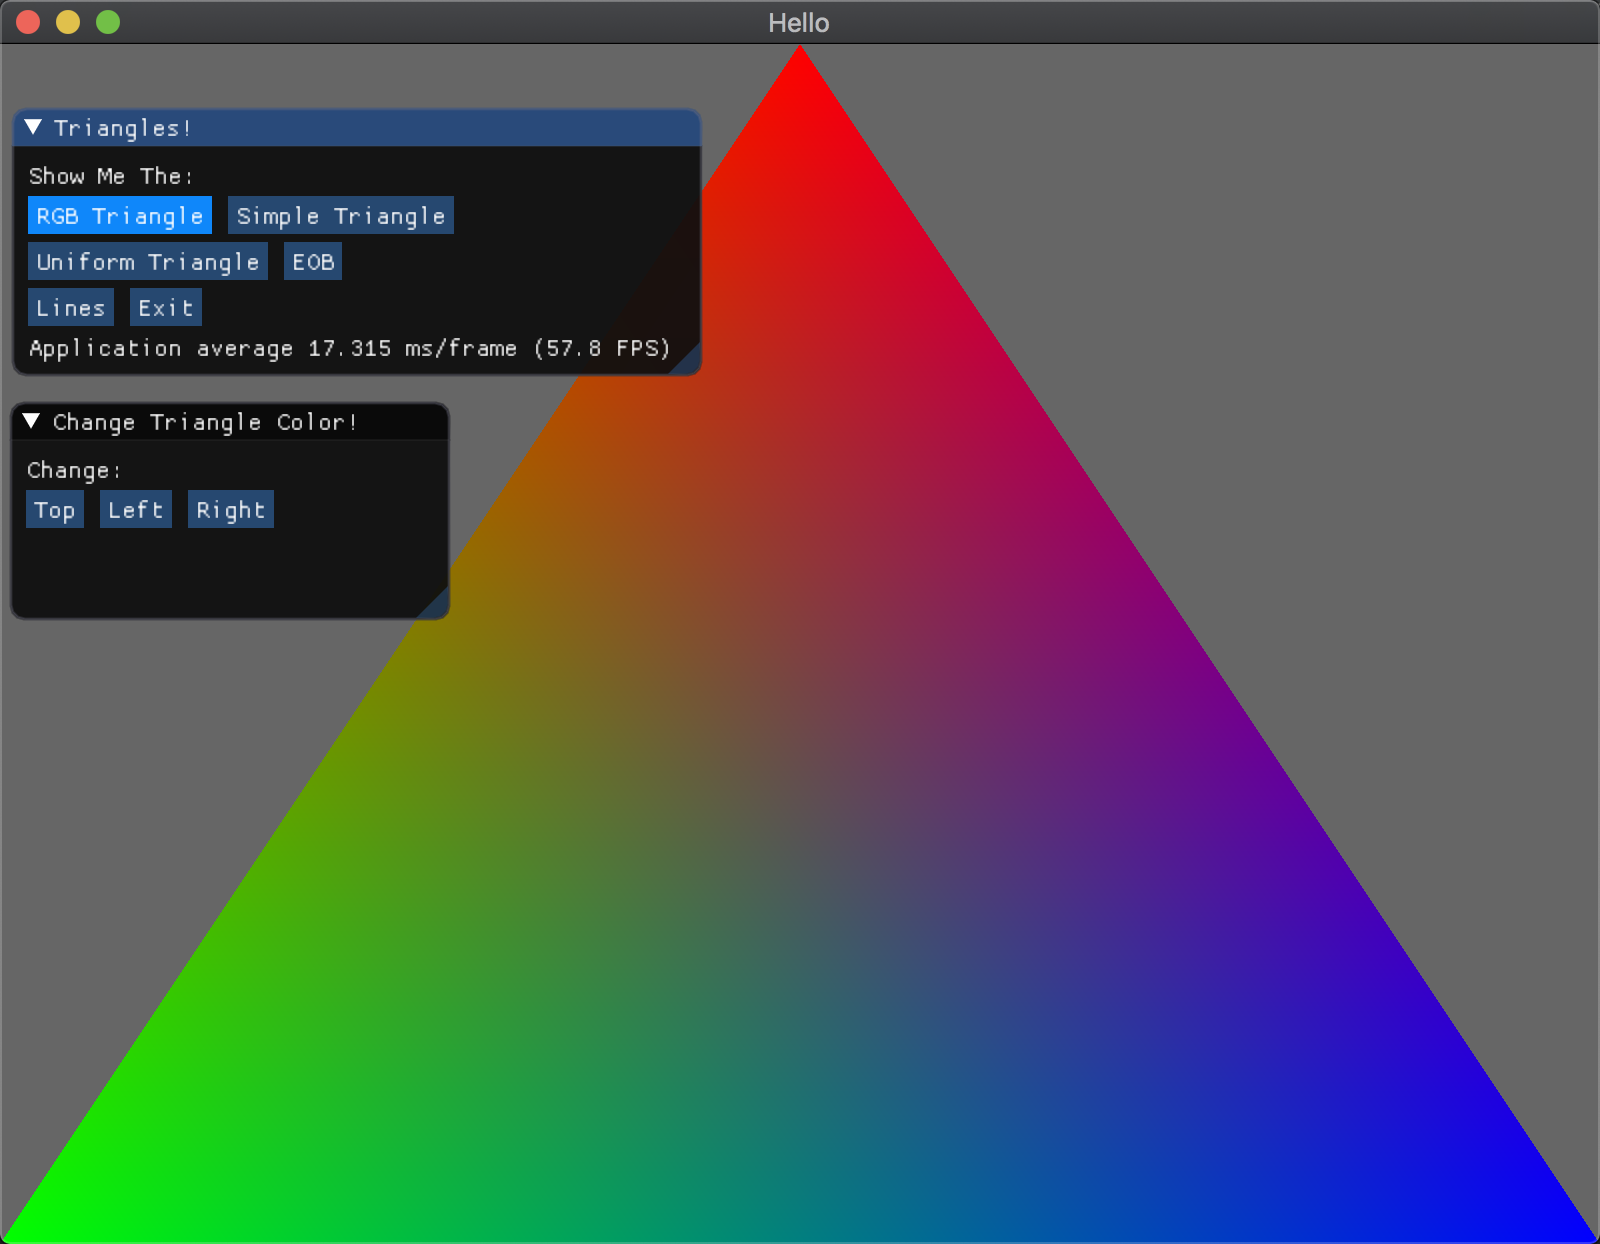 Hello
Triangles!
Show Me The:
RGB Triangle Simple Triangle
Uniform Triangle EOB
Lines Exit
Application average 17.315 ms/frame (57.8 FPS)
Change Triangle Color!
Change:
Top Left Right